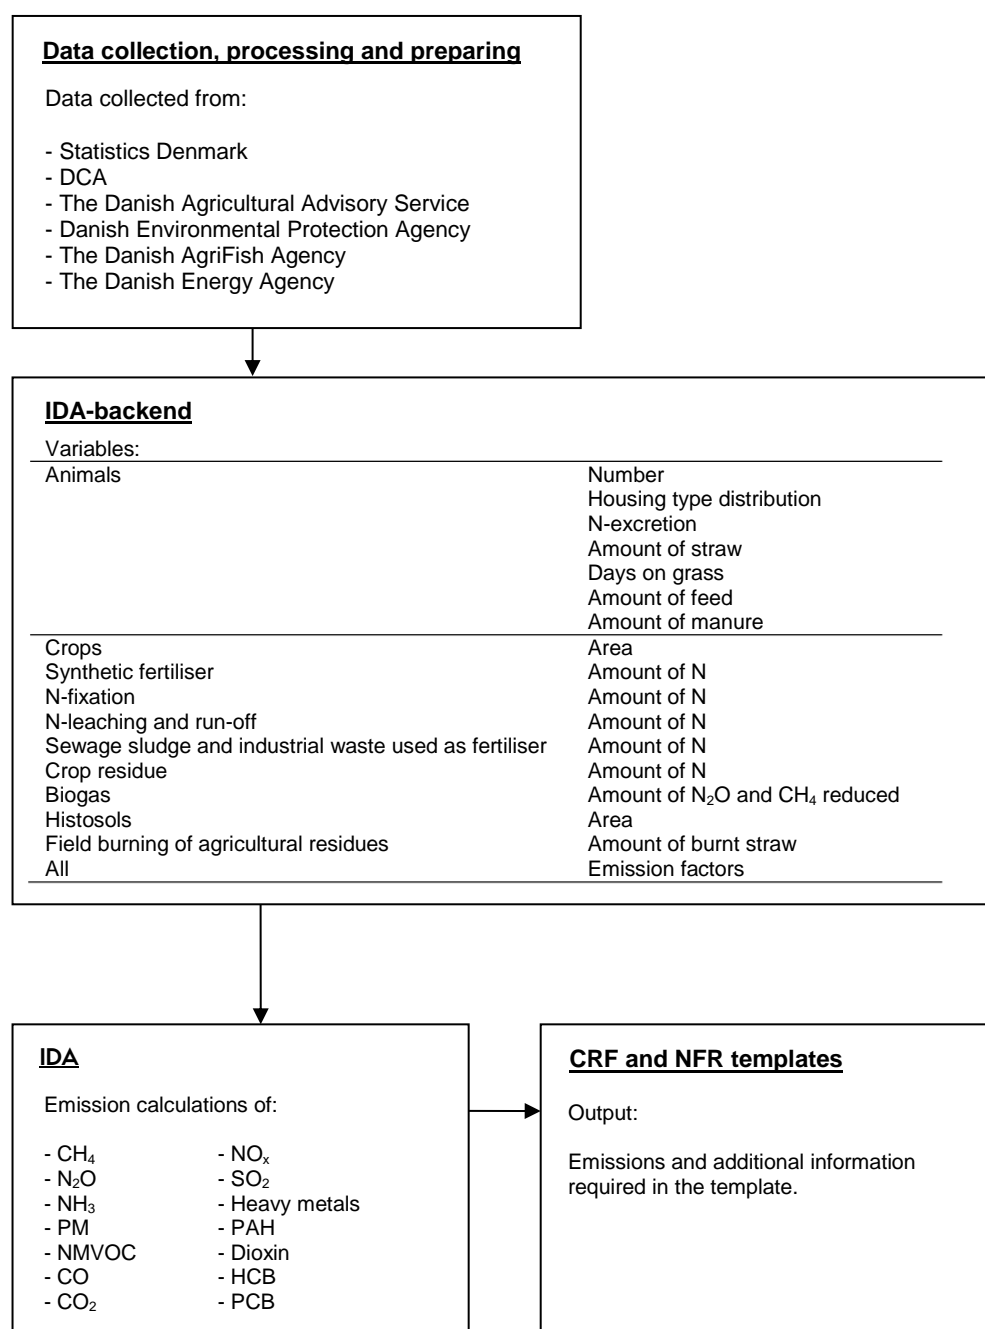 Data collection, processing and preparing
Data collected from:
- Statistics Denmark
- DCA
- The Danish Agricultural Advisory Service
- Danish Environmental Protection Agency
- The Danish AgriFish Agency
- The Danish Energy Agency
IDA-backend
Variables:
Animals Number
Housing type distribution
N-excretion
Amount of straw
Days on grass
Amount of feed
Amount of manure
Crops Area
Synthetic fertiliser Amount of N
N-fixation Amount of N
N-leaching and run-off Amount of N
Sewage sludge and industrial waste used as fertiliser Amount of N
Crop residue Amount of N
Biogas Amount of N₂O and CH₄ reduced
Histosols Area
Field burning of agricultural residues Amount of burnt straw
All Emission factors
IDA
Emission calculations of:
- CH₄ - NOₓ
- N₂O - SO₂
- NH₃ - Heavy metals
- PM - PAH
- NMVOC - Dioxin
- CO - HCB
- CO₂ - PCB
CRF and NFR templates
Output:
Emissions and additional information
required in the template.